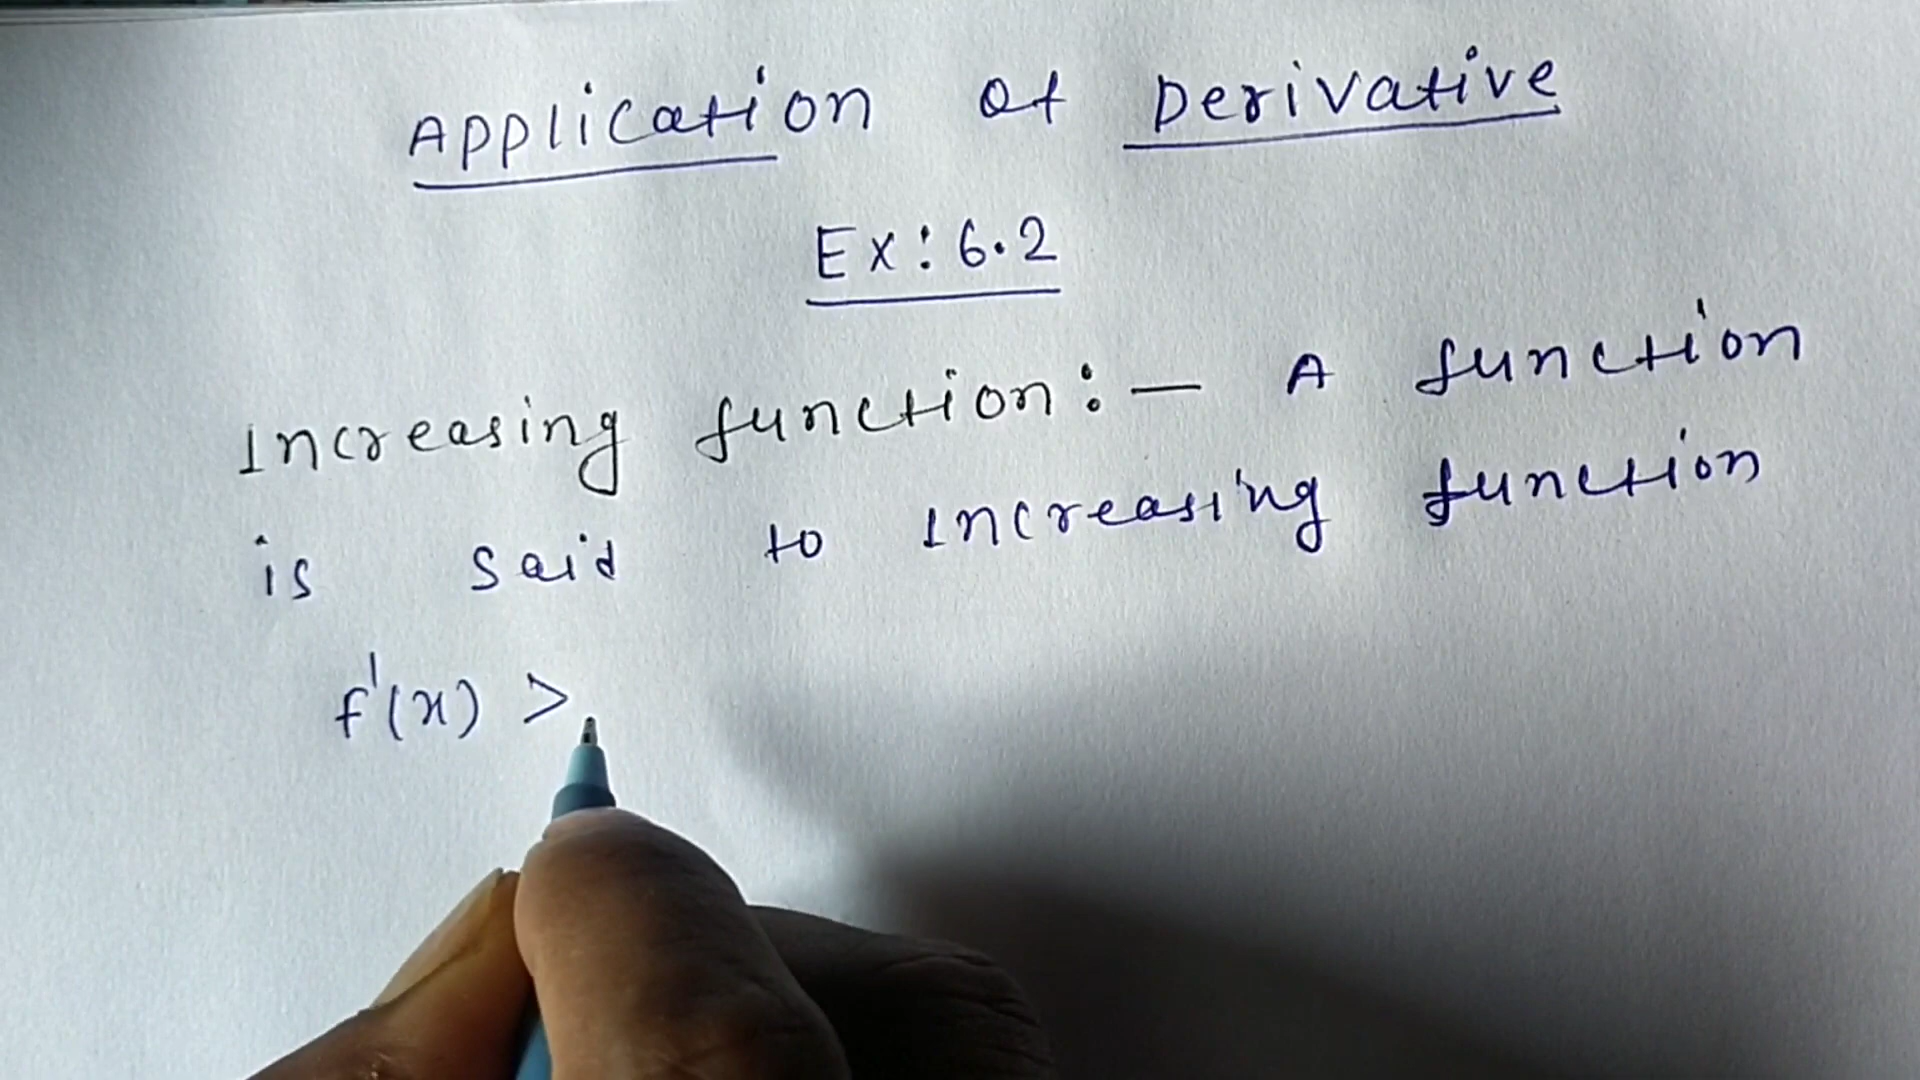 Application of Derivative
Ex: 6.2
Increasing function:- A function
is said to increasing function
f'(x) >